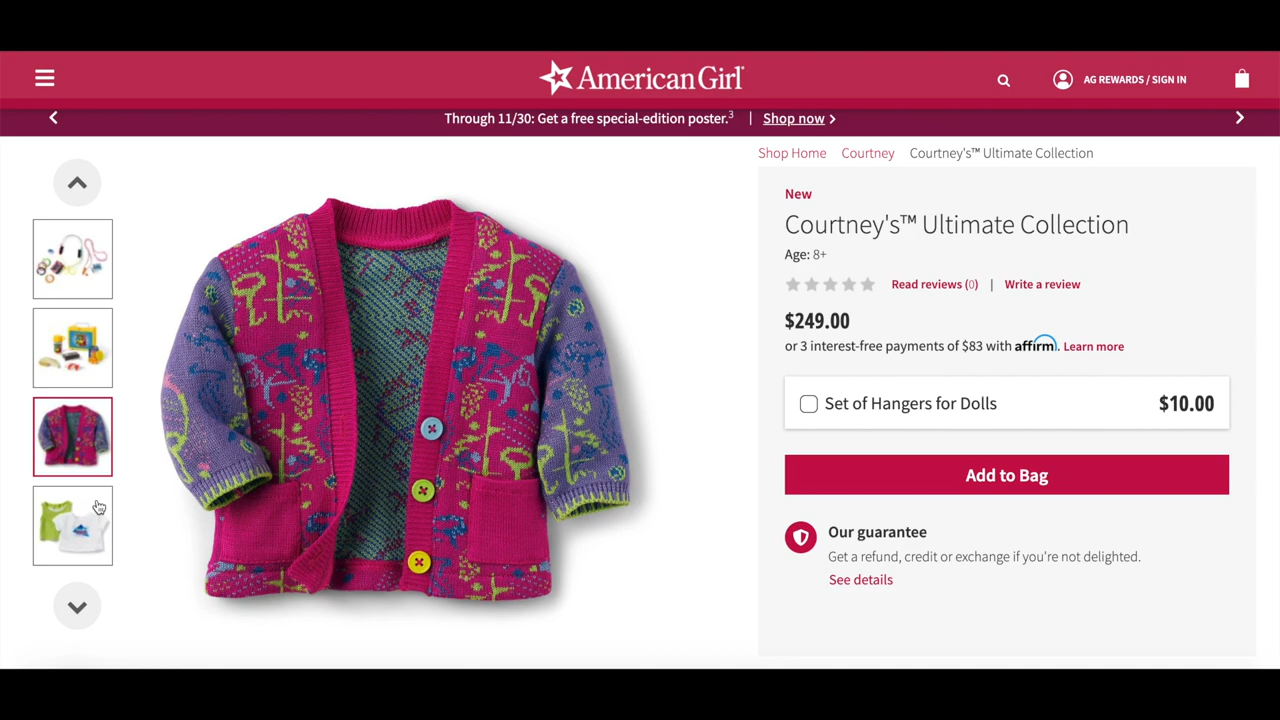 American Girl
AG REWARDS / SIGN IN
Through 11/30: Get a free special-edition poster.3 | Shop now >
Shop Home Courtney Courtney's™ Ultimate Collection
New
Courtney's™ Ultimate Collection
Age: 8+
Read reviews (0) | Write a review
$249.00
or 3 interest-free payments of $83 with affirm. Learn more
Set of Hangers for Dolls $10.00
Add to Bag
Our guarantee
Get a refund, credit or exchange if you're not delighted.
See details